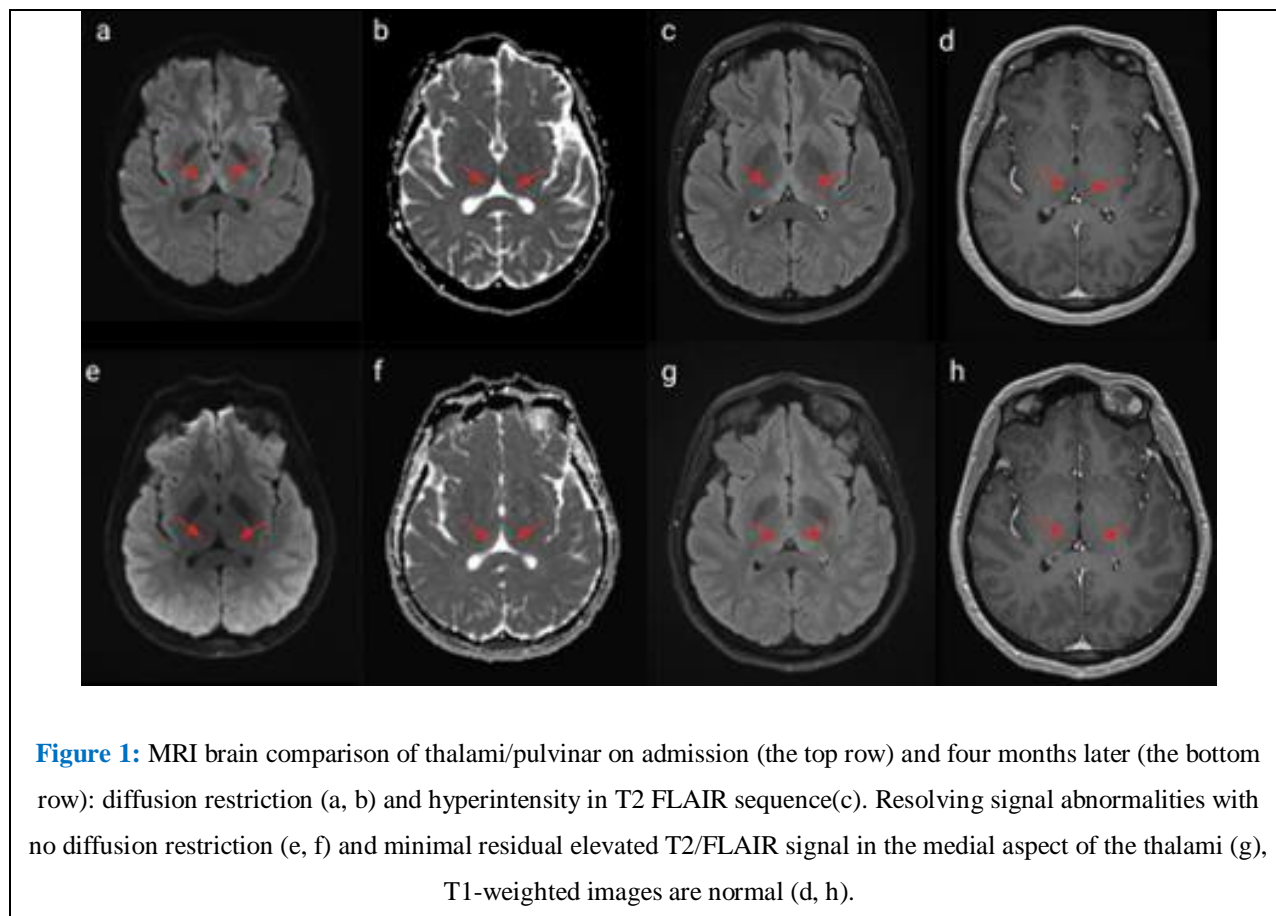 a b c d
e f g h
Figure 1: MRI brain comparison of thalami/pulvinar on admission (the top row) and four months later (the bottom
row): diffusion restriction (a, b) and hyperintensity in T2 FLAIR sequence(c). Resolving signal abnormalities with
no diffusion restriction (e, f) and minimal residual elevated T2/FLAIR signal in the medial aspect of the thalami (g),
T1-weighted images are normal (d, h).